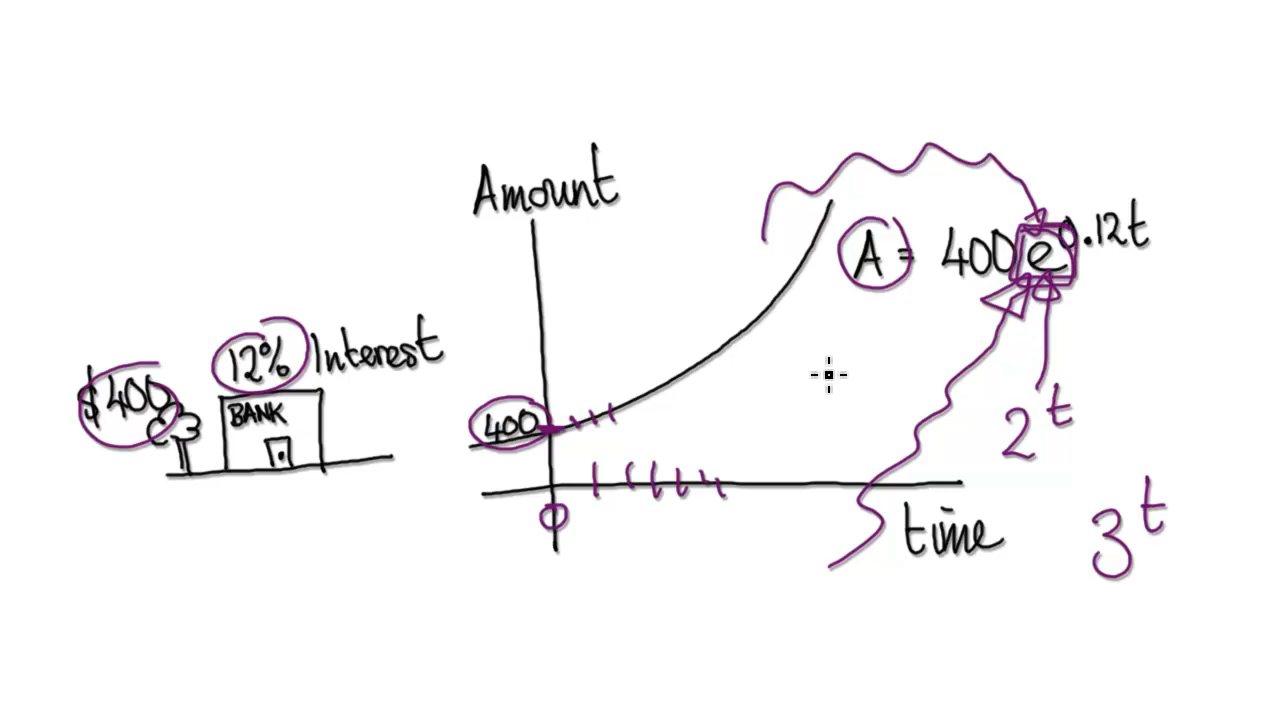 $400
12% Interest
BANK
Amount
400
0
time
A = 400e^0.12t
2^t
3^t